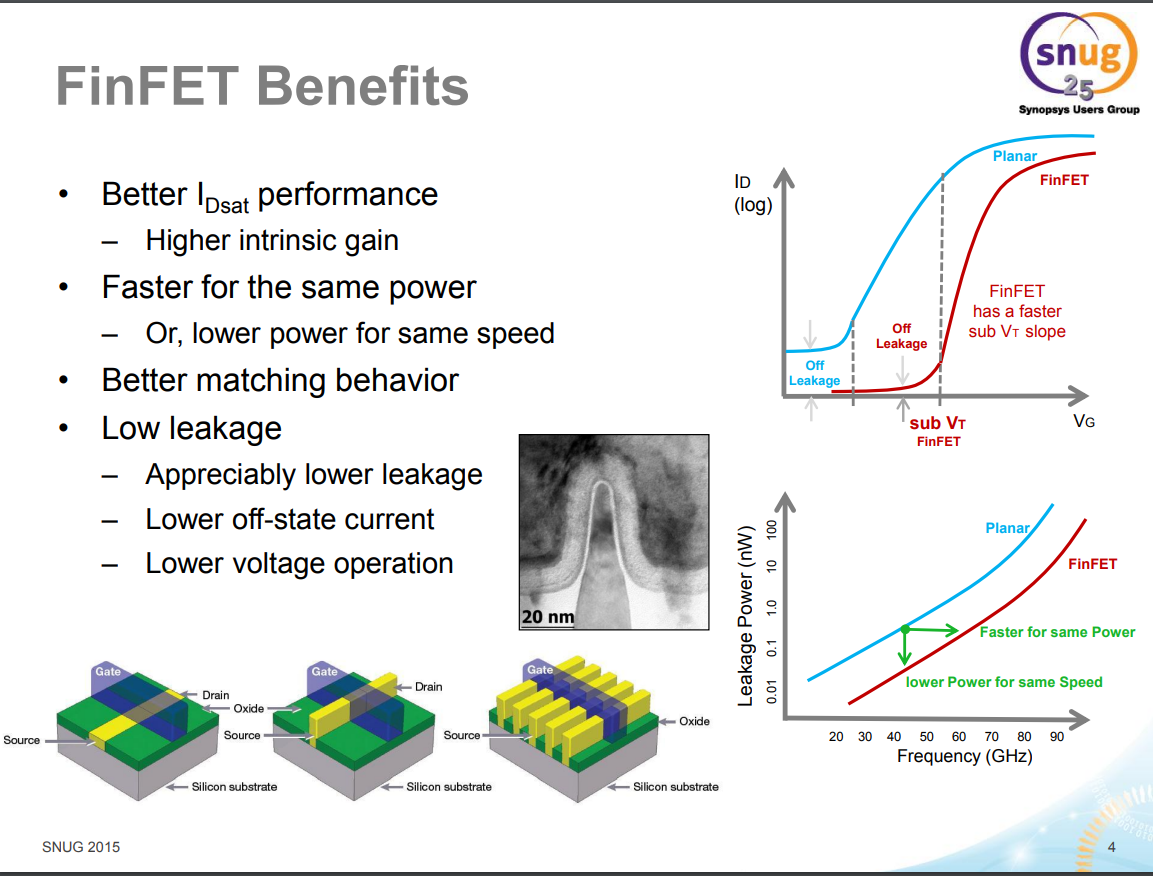 snug
25
Synopsys Users Group
FinFET Benefits
• Better IDsat performance
– Higher intrinsic gain
• Faster for the same power
– Or, lower power for same speed
• Better matching behavior
• Low leakage
– Appreciably lower leakage
– Lower off-state current
– Lower voltage operation
20 nm
ID
(log)
Planar
FinFET
FinFET
has a faster
sub VT slope
Off
Leakage
Off
Leakage
sub VT
FinFET
VG
Leakage Power (nW)
100
10
1.0
0.1
0.01
Planar
FinFET
Faster for same Power
lower Power for same Speed
20 30 40 50 60 70 80 90
Frequency (GHz)
Gate
Drain
Oxide
Source
Silicon substrate
Gate
Drain
Source
Silicon substrate
Gate
Oxide
Source
Silicon substrate
SNUG 2015
4